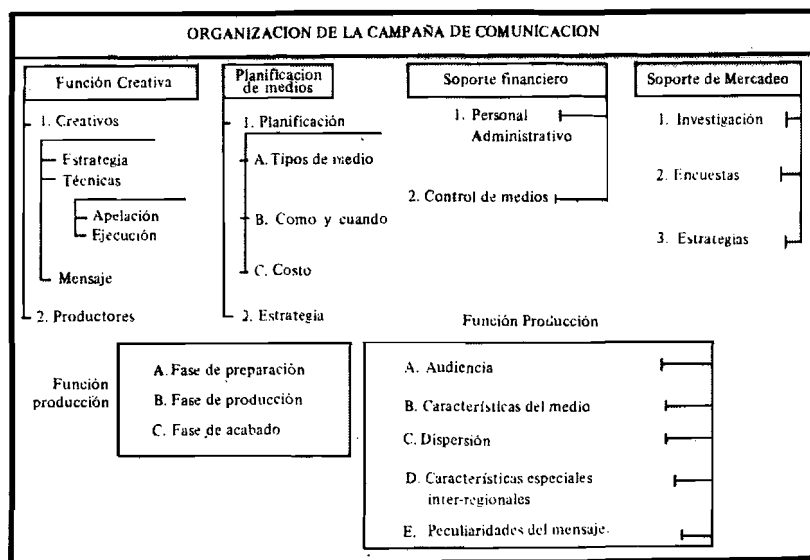 ORGANIZACION DE LA CAMPAÑA DE COMUNICACION
Función Creativa
1. Creativos
Estrategia
Técnicas
Apelación
Ejecución
Mensaje
2. Productores
Planificacion
de medios
1. Planificación
A. Tipos de medio
B. Como y cuando
C. Costo
2. Estrategia
Soporte financiero
1. Personal
Administrativo
2. Control de medios
Soporte de Mercadeo
1. Investigación
2. Encuestas
3. Estrategias
Función
producción
A. Fase de preparación
B. Fase de producción
C. Fase de acabado
Función Producción
A. Audiencia
B. Características del medio
C. Dispersión
D. Características especiales
inter-regionales
E. Peculiaridades del mensaje.